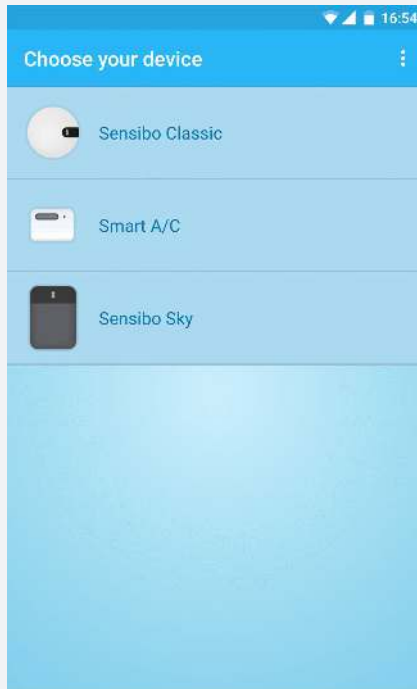 16:54
Choose your device
Sensibo Classic
Smart A/C
Sensibo Sky